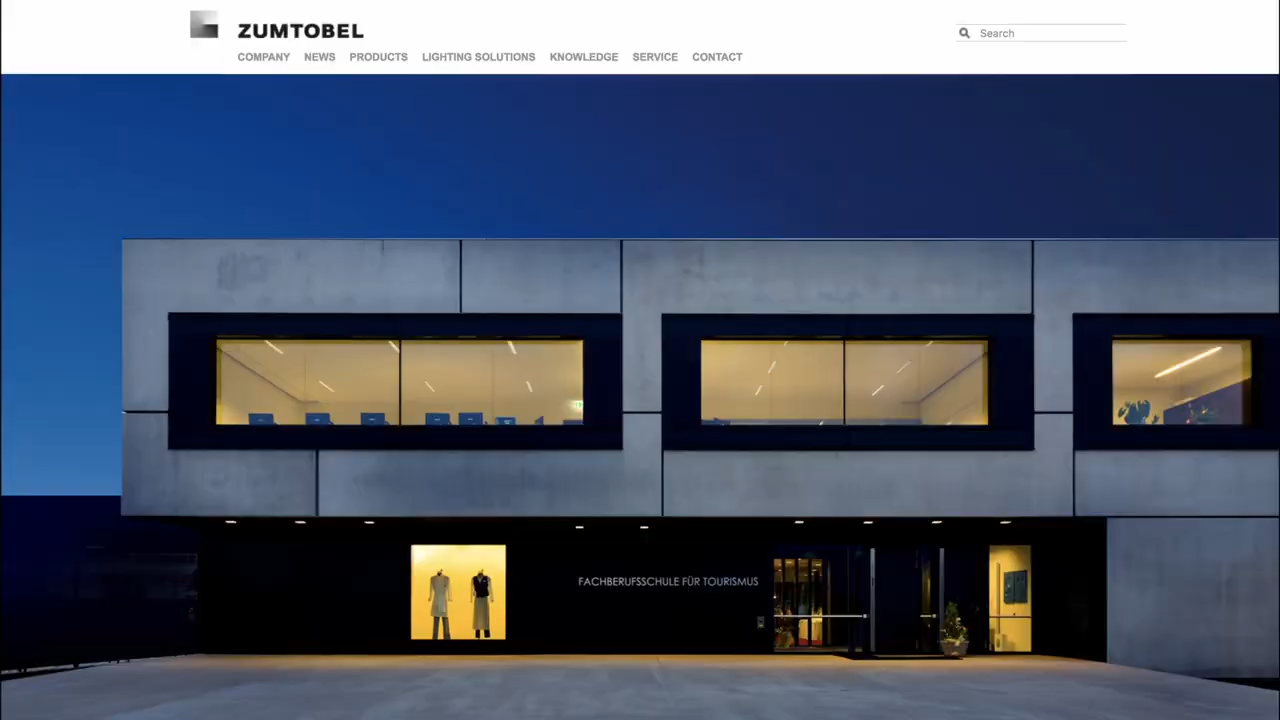 ZUMTOBEL
Search
COMPANY NEWS PRODUCTS LIGHTING SOLUTIONS KNOWLEDGE SERVICE CONTACT
FACHBERUFSSCHULE FÜR TOURISMUS